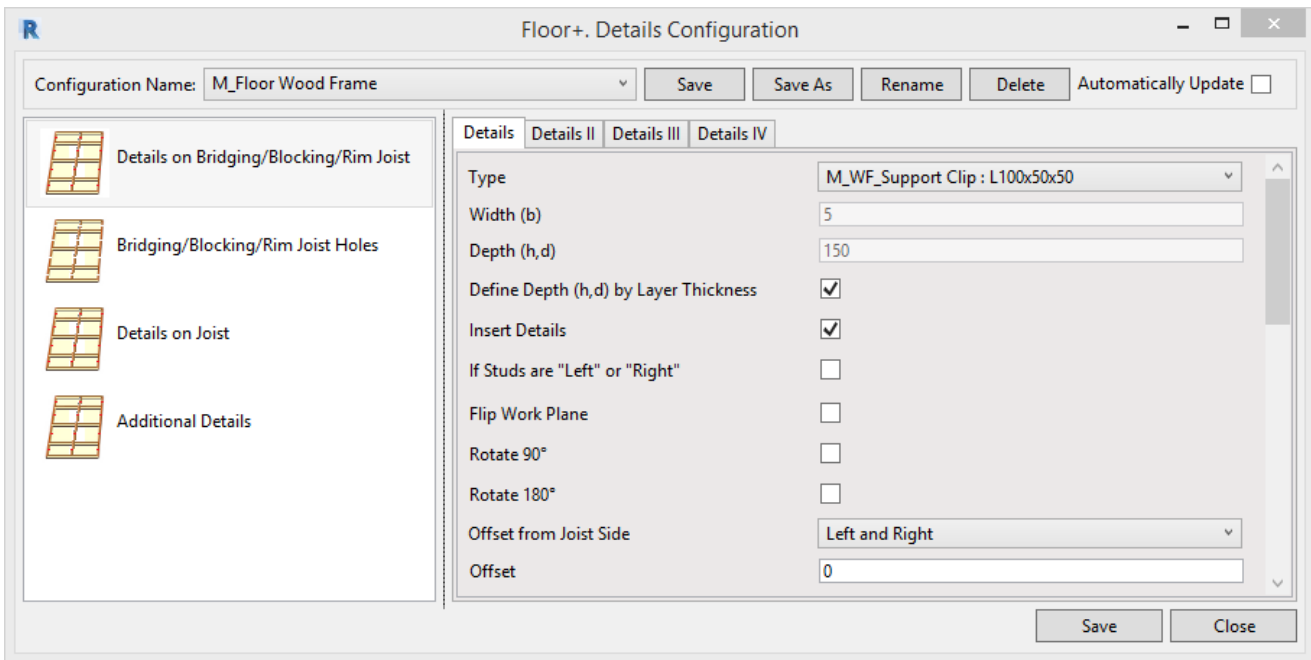 R
Floor+. Details Configuration
Configuration Name: M_Floor Wood Frame Save Save As Rename Delete Automatically Update
Details on Bridging/Blocking/Rim Joist
Bridging/Blocking/Rim Joist Holes
Details on Joist
Additional Details
Details Details II Details III Details IV
Type M_WF_Support Clip : L100x50x50
Width (b) 5
Depth (h,d) 150
Define Depth (h,d) by Layer Thickness
Insert Details
If Studs are "Left" or "Right"
Flip Work Plane
Rotate 90°
Rotate 180°
Offset from Joist Side Left and Right
Offset 0
Save Close